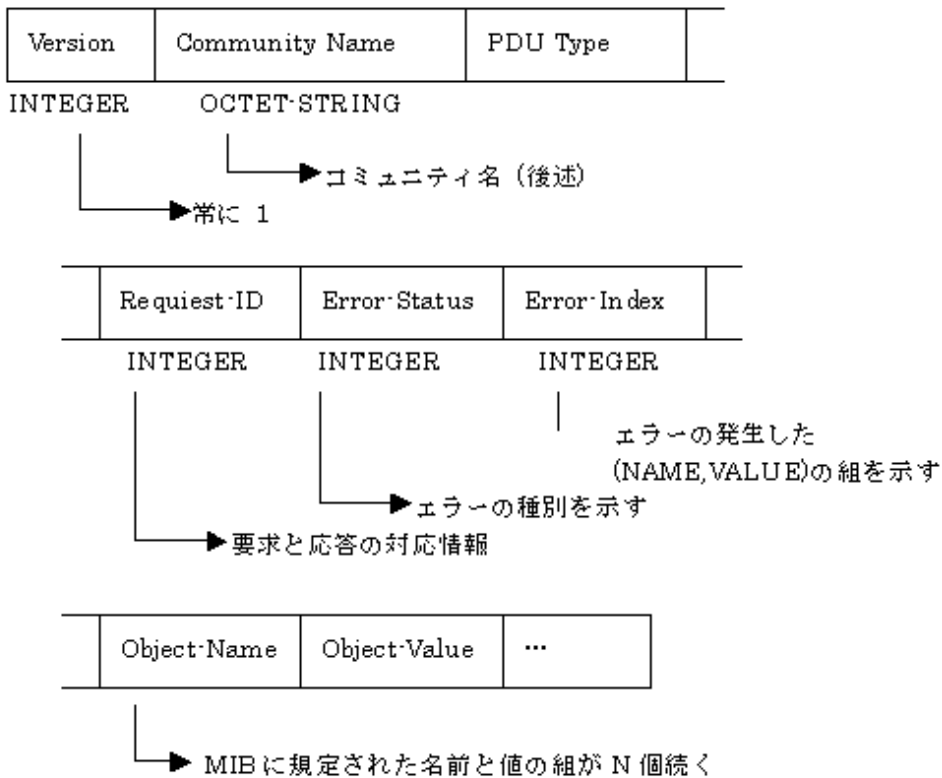 Version Community Name PDU Type
INTEGER OCTET-STRING
コミュニティ名 (後述)
常に 1
Requiest-ID Error-Status Error-Index
INTEGER INTEGER INTEGER
エラーの発生した
(NAME,VALUE)の組を示す
エラーの種別を示す
要求と応答の対応情報
Object-Name Object-Value …
MIBに規定された名前と値の組が N 個続く